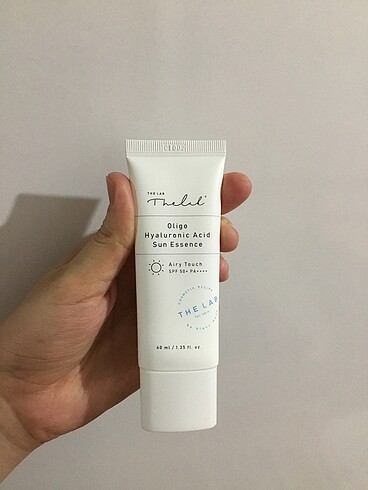 THE LAB
Oligo
Hyaluronic Acid
Sun Essence
Airy Touch
SPF 50+ PA++++
THE LAB
40 ml / 1.35 fl. oz